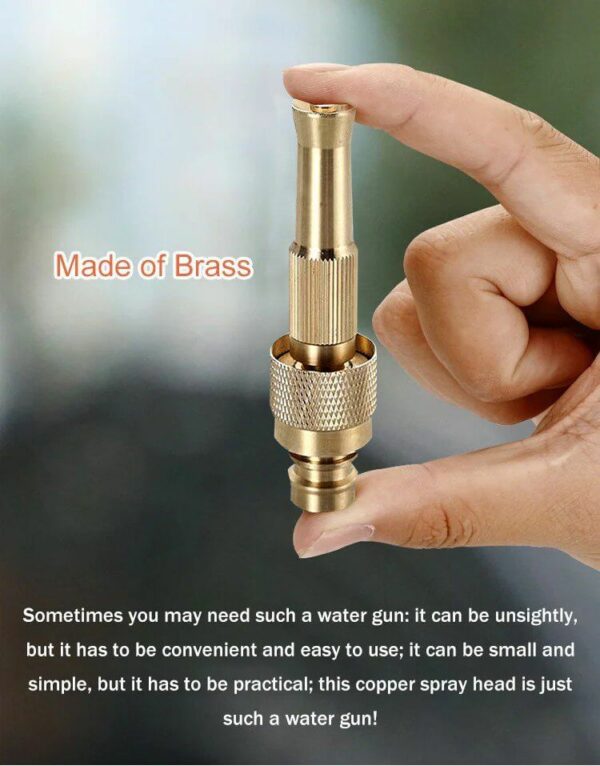 Made of Brass
Sometimes you may need such a water gun: it can be unsightly,
but it has to be convenient and easy to use; it can be small and
simple, but it has to be practical; this copper spray head is just
such a water gun!